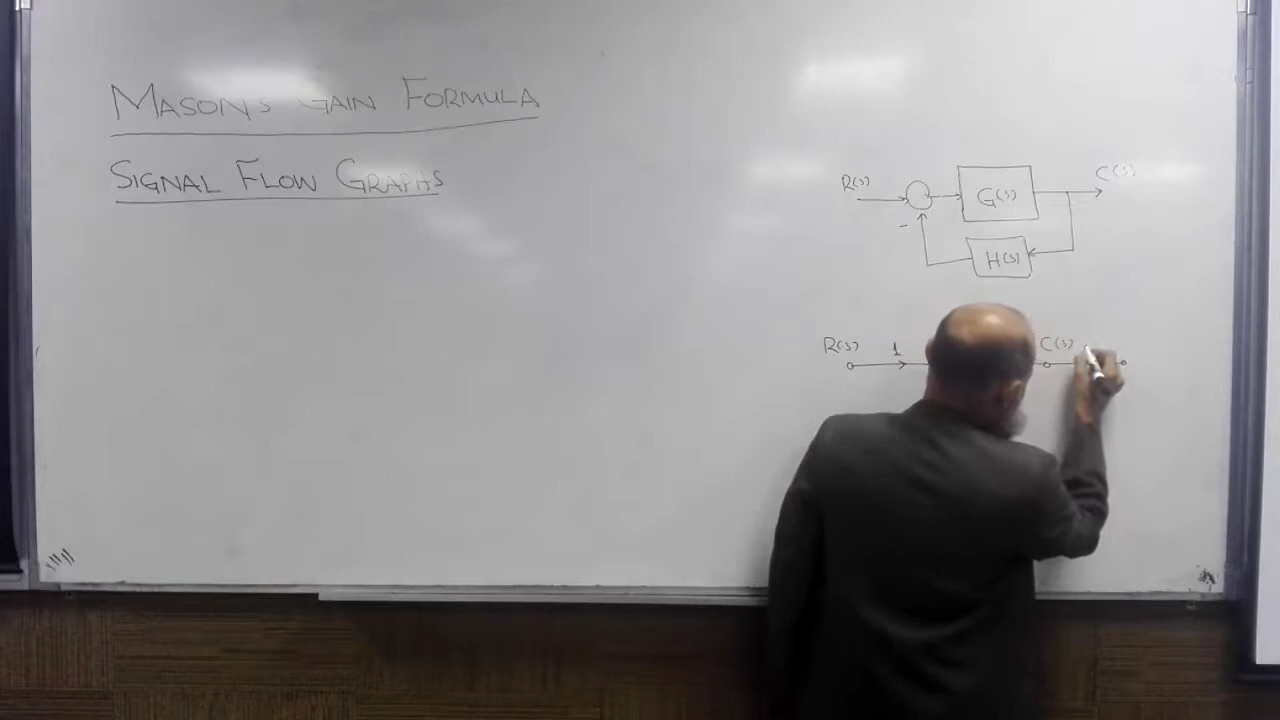 MASON'S GAIN FORMULA
SIGNAL FLOW GRAPHS
R(s)
G(s)
C(s)
-
H(s)
R(s)
1
C(s)